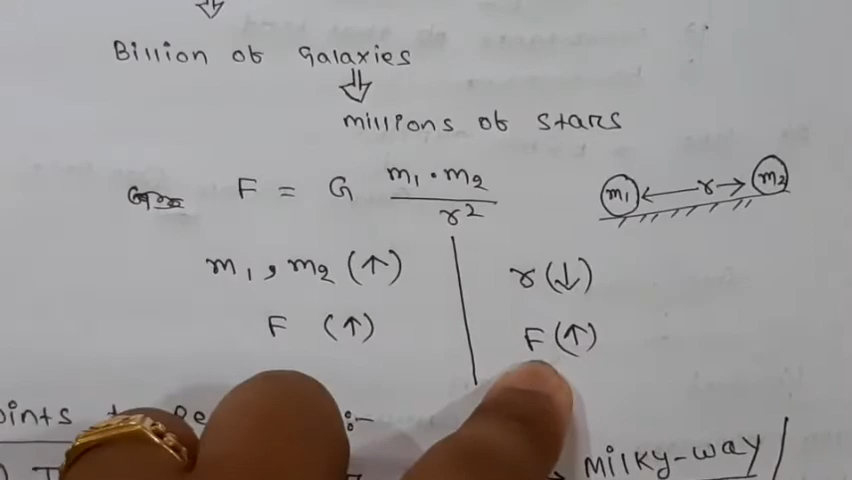 Billion of Galaxies
⇓
millions of stars
F = G m₁·m₂ / r²
m₁ ← r → m₂
m₁, m₂ (↑) | r (↓)
F (↑) | F (↑)
:-
Milky-way